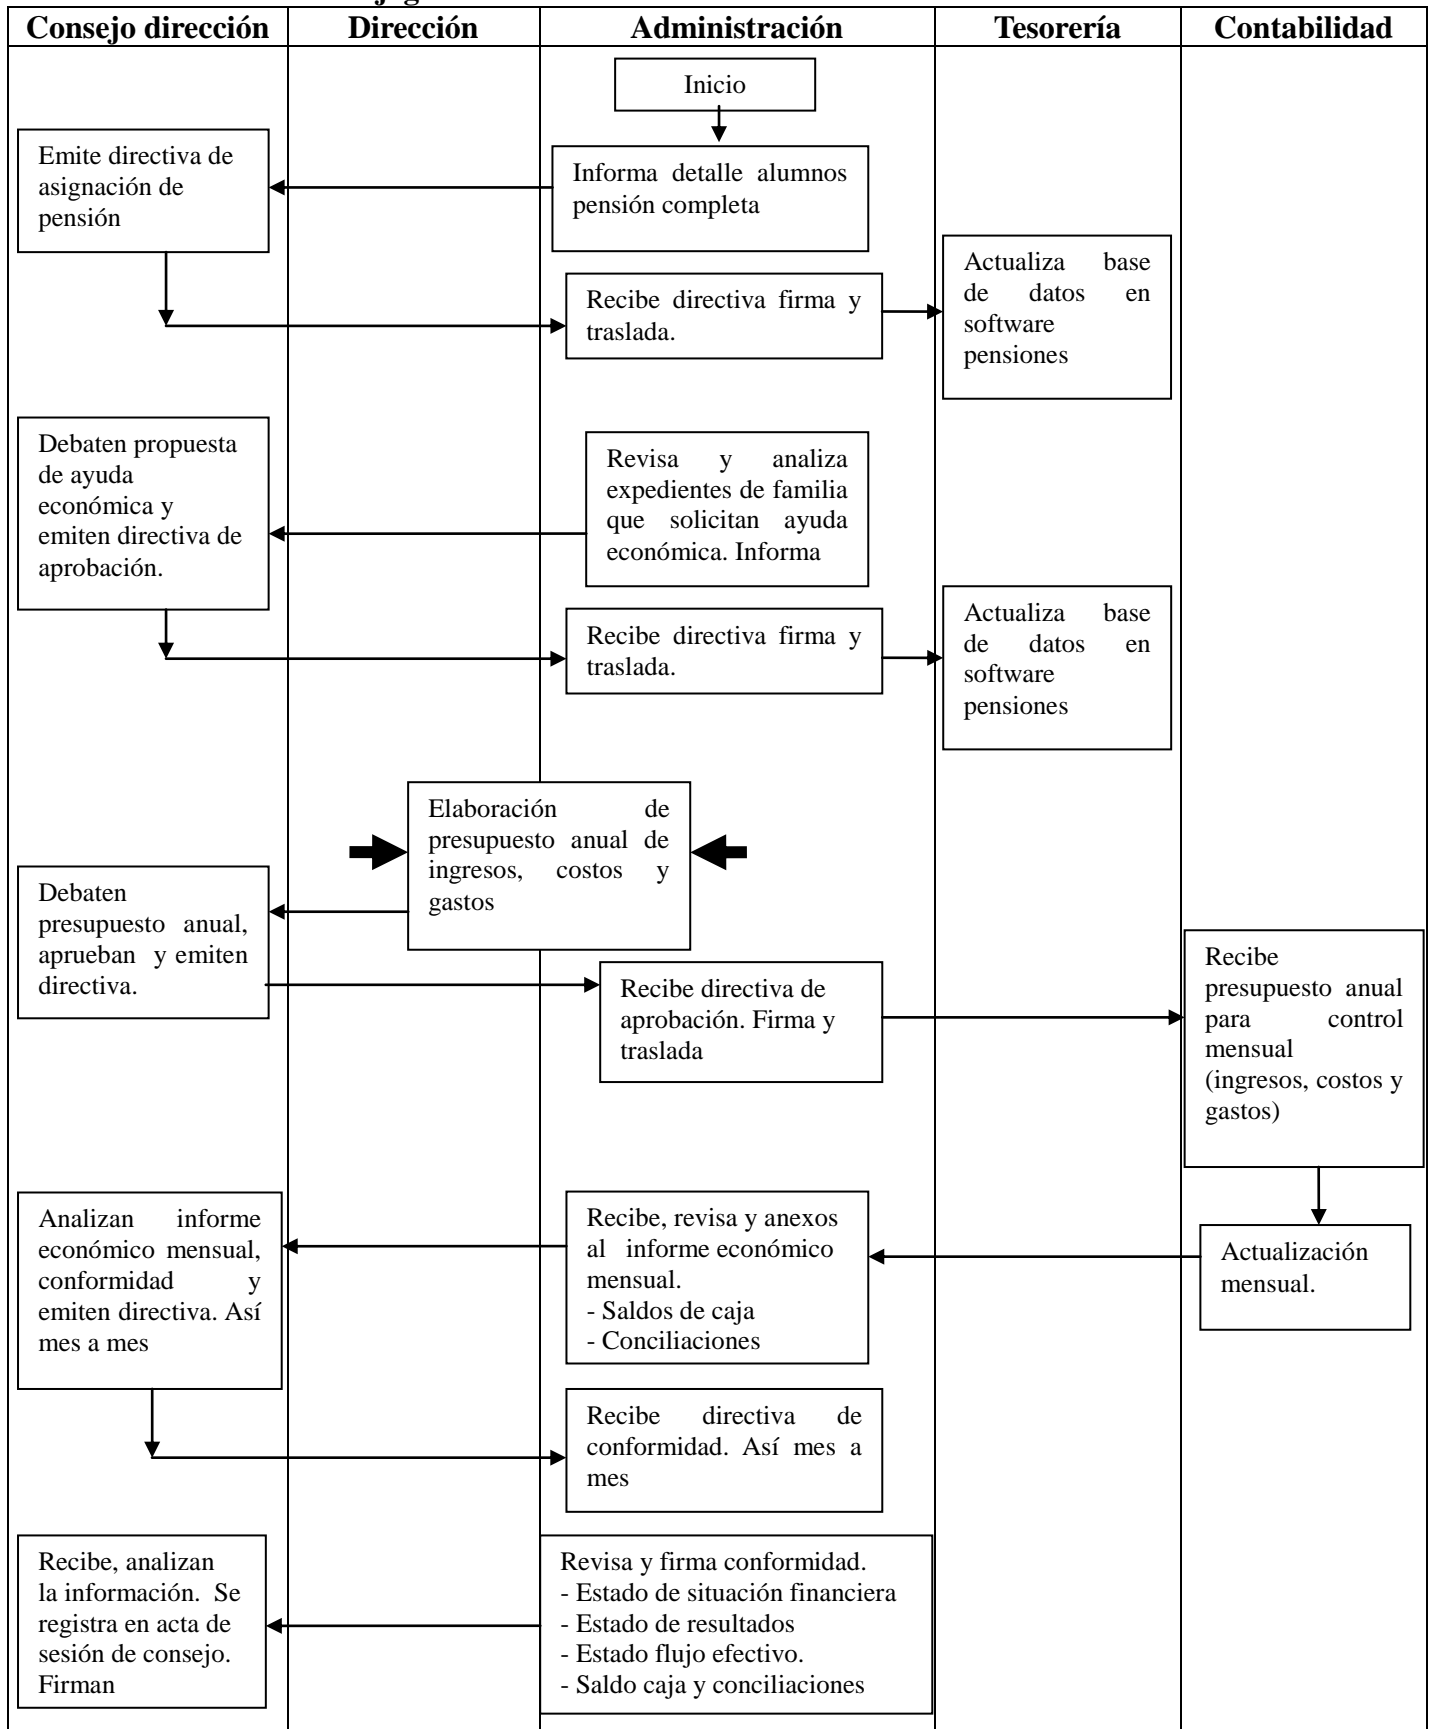 Consejo dirección
Dirección
Administración
Tesorería
Contabilidad
Inicio
Emite directiva de
asignación de
pensión
Informa detalle alumnos
pensión completa
Actualiza base
de datos en
software
pensiones
Recibe directiva firma y
traslada.
Debaten propuesta
de ayuda
económica y
emiten directiva de
aprobación.
Revisa y analiza
expedientes de familia
que solicitan ayuda
económica. Informa
Actualiza base
de datos en
software
pensiones
Recibe directiva firma y
traslada.
Elaboración de
presupuesto anual de
ingresos, costos y
gastos
Debaten
presupuesto anual,
aprueban y emiten
directiva.
Recibe directiva de
aprobación. Firma y
traslada
Recibe
presupuesto anual
para control
mensual
(ingresos, costos y
gastos)
Analizan informe
económico mensual,
conformidad y
emiten directiva. Así
mes a mes
Recibe, revisa y anexos
al informe económico
mensual.
- Saldos de caja
- Conciliaciones
Actualización
mensual.
Recibe directiva de
conformidad. Así mes a
mes
Recibe, analizan
la información. Se
registra en acta de
sesión de consejo.
Firman
Revisa y firma conformidad.
- Estado de situación financiera
- Estado de resultados
- Estado flujo efectivo.
- Saldo caja y conciliaciones